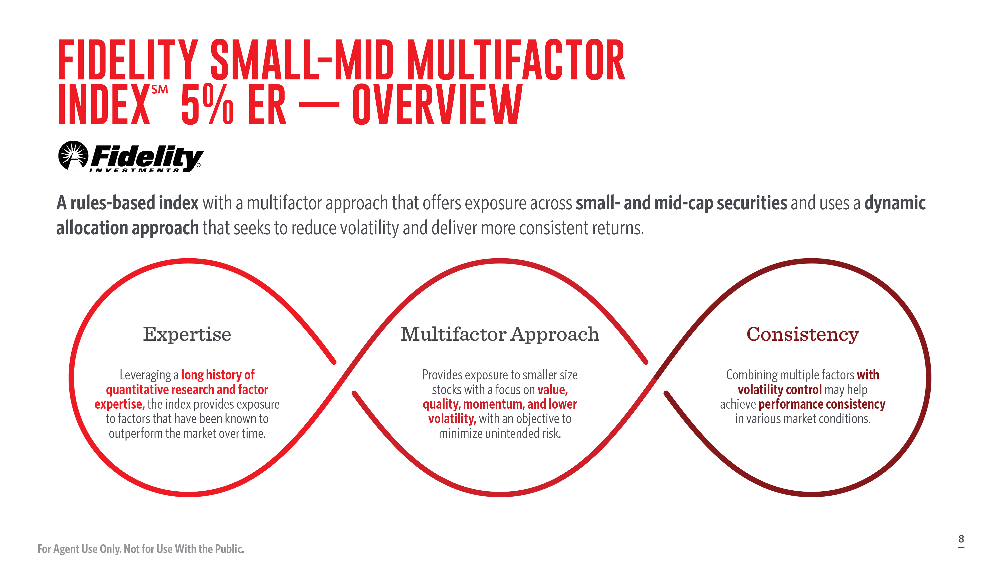 FIDELITY SMALL-MID MULTIFACTOR
INDEX℠ 5% ER — OVERVIEW
Fidelity®
INVESTMENTS
A rules-based index with a multifactor approach that offers exposure across small- and mid-cap securities and uses a dynamic
allocation approach that seeks to reduce volatility and deliver more consistent returns.
Expertise
Leveraging a long history of
quantitative research and factor
expertise, the index provides exposure
to factors that have been known to
outperform the market over time.
Multifactor Approach
Provides exposure to smaller size
stocks with a focus on value,
quality, momentum, and lower
volatility, with an objective to
minimize unintended risk.
Consistency
Combining multiple factors with
volatility control may help
achieve performance consistency
in various market conditions.
For Agent Use Only. Not for Use With the Public.
8